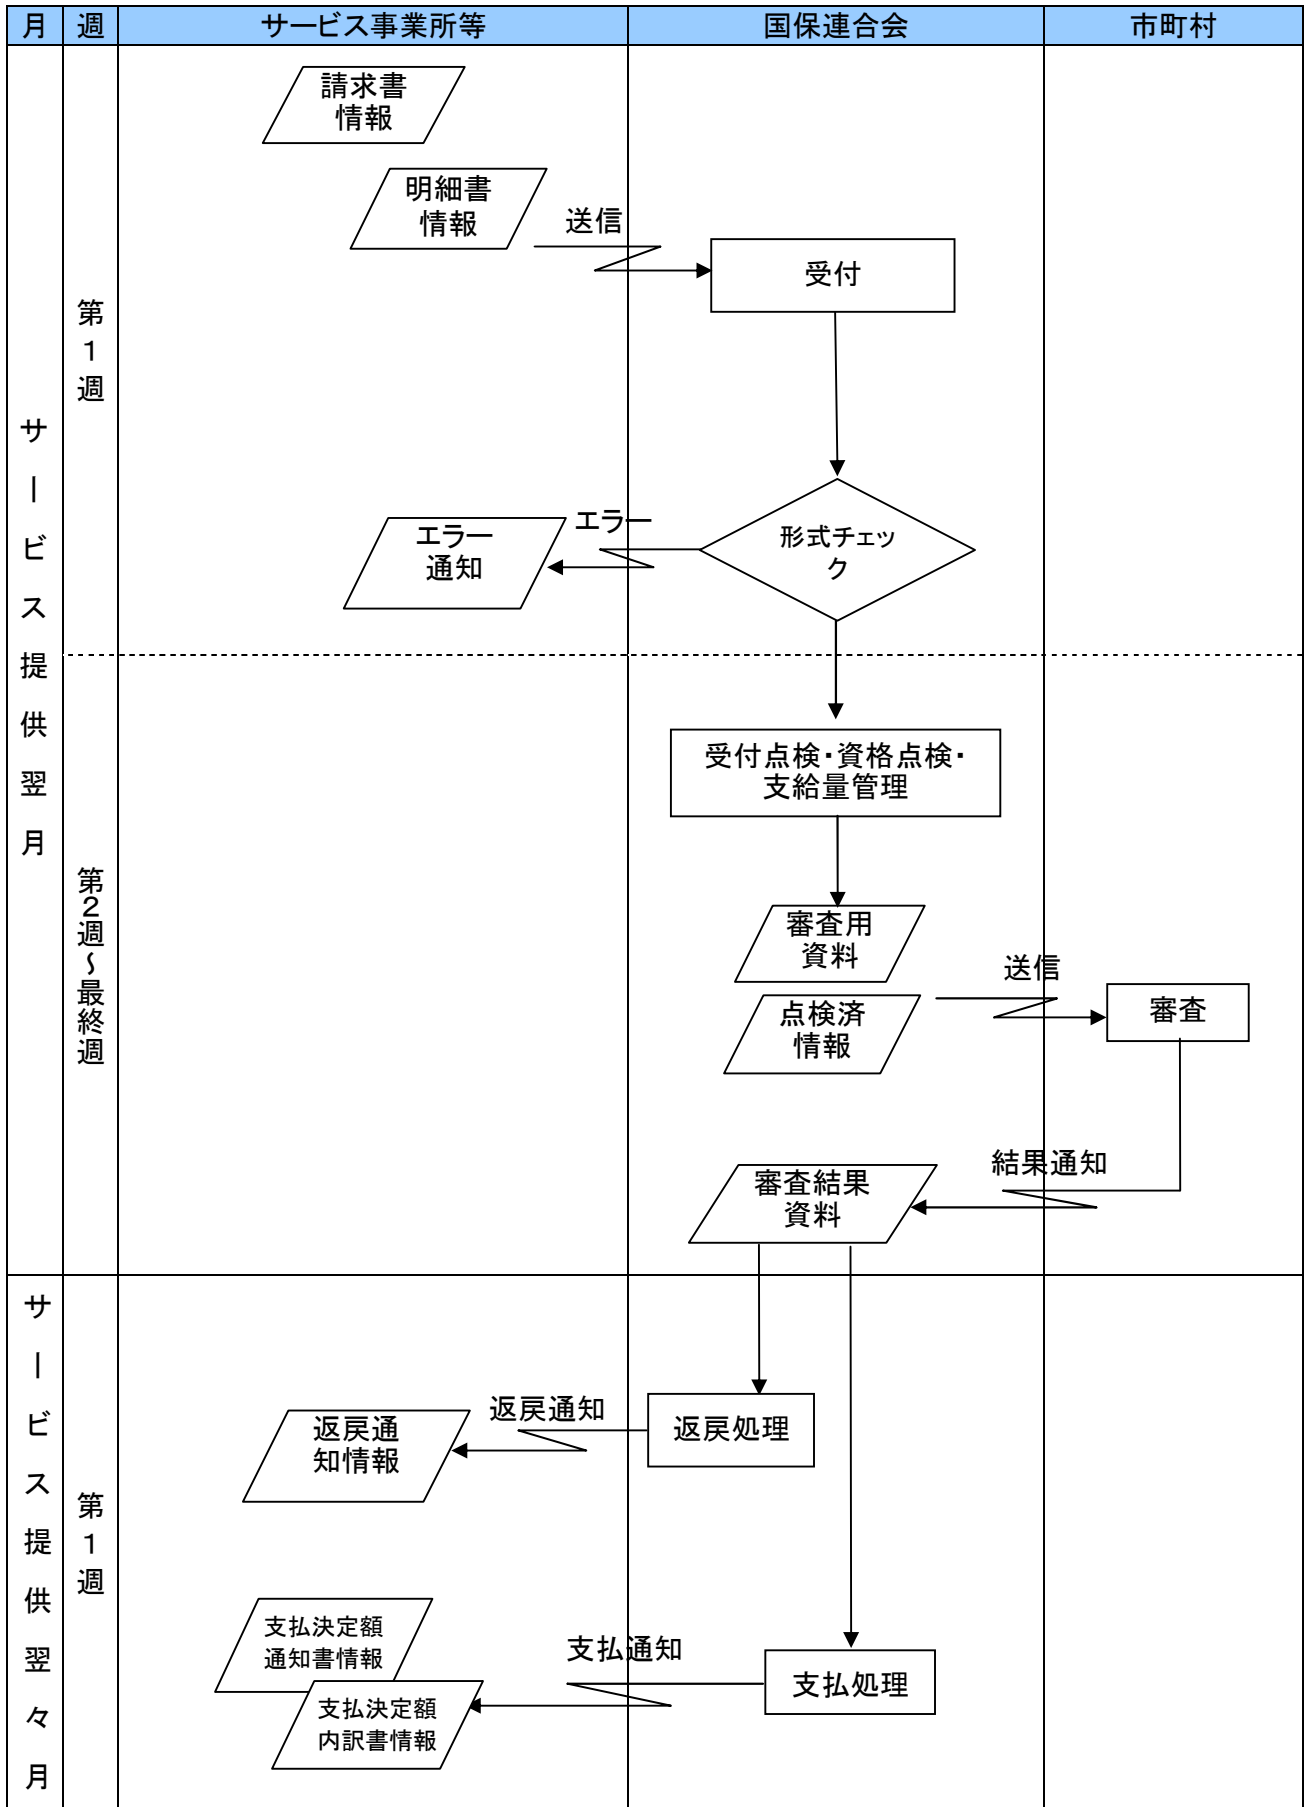 月
週
サービス事業所等
国保連合会
市町村
サービス提供翌月
第1週
請求書
情報
明細書
情報
送信
受付
形式チェッ
ク
エラー
エラー
通知
第2週~最終週
受付点検・資格点検・
支給量管理
審査用
資料
点検済
情報
送信
審査
結果通知
審査結果
資料
サービス提供翌々月
第1週
返戻処理
返戻通知
返戻通
知情報
支払処理
支払通知
支払決定額
通知書情報
支払決定額
内訳書情報